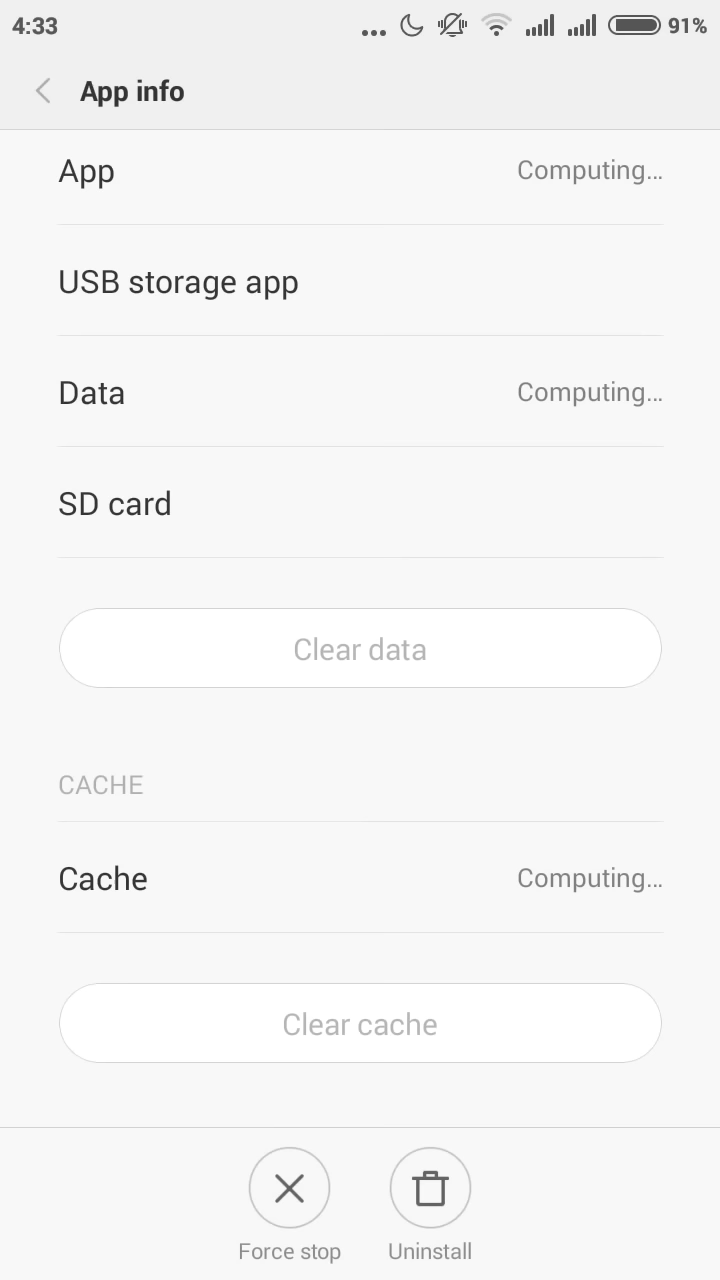 4:33 ... 91%
App info
App Computing...
USB storage app
Data Computing...
SD card
Clear data
CACHE
Cache Computing...
Clear cache
Force stop Uninstall